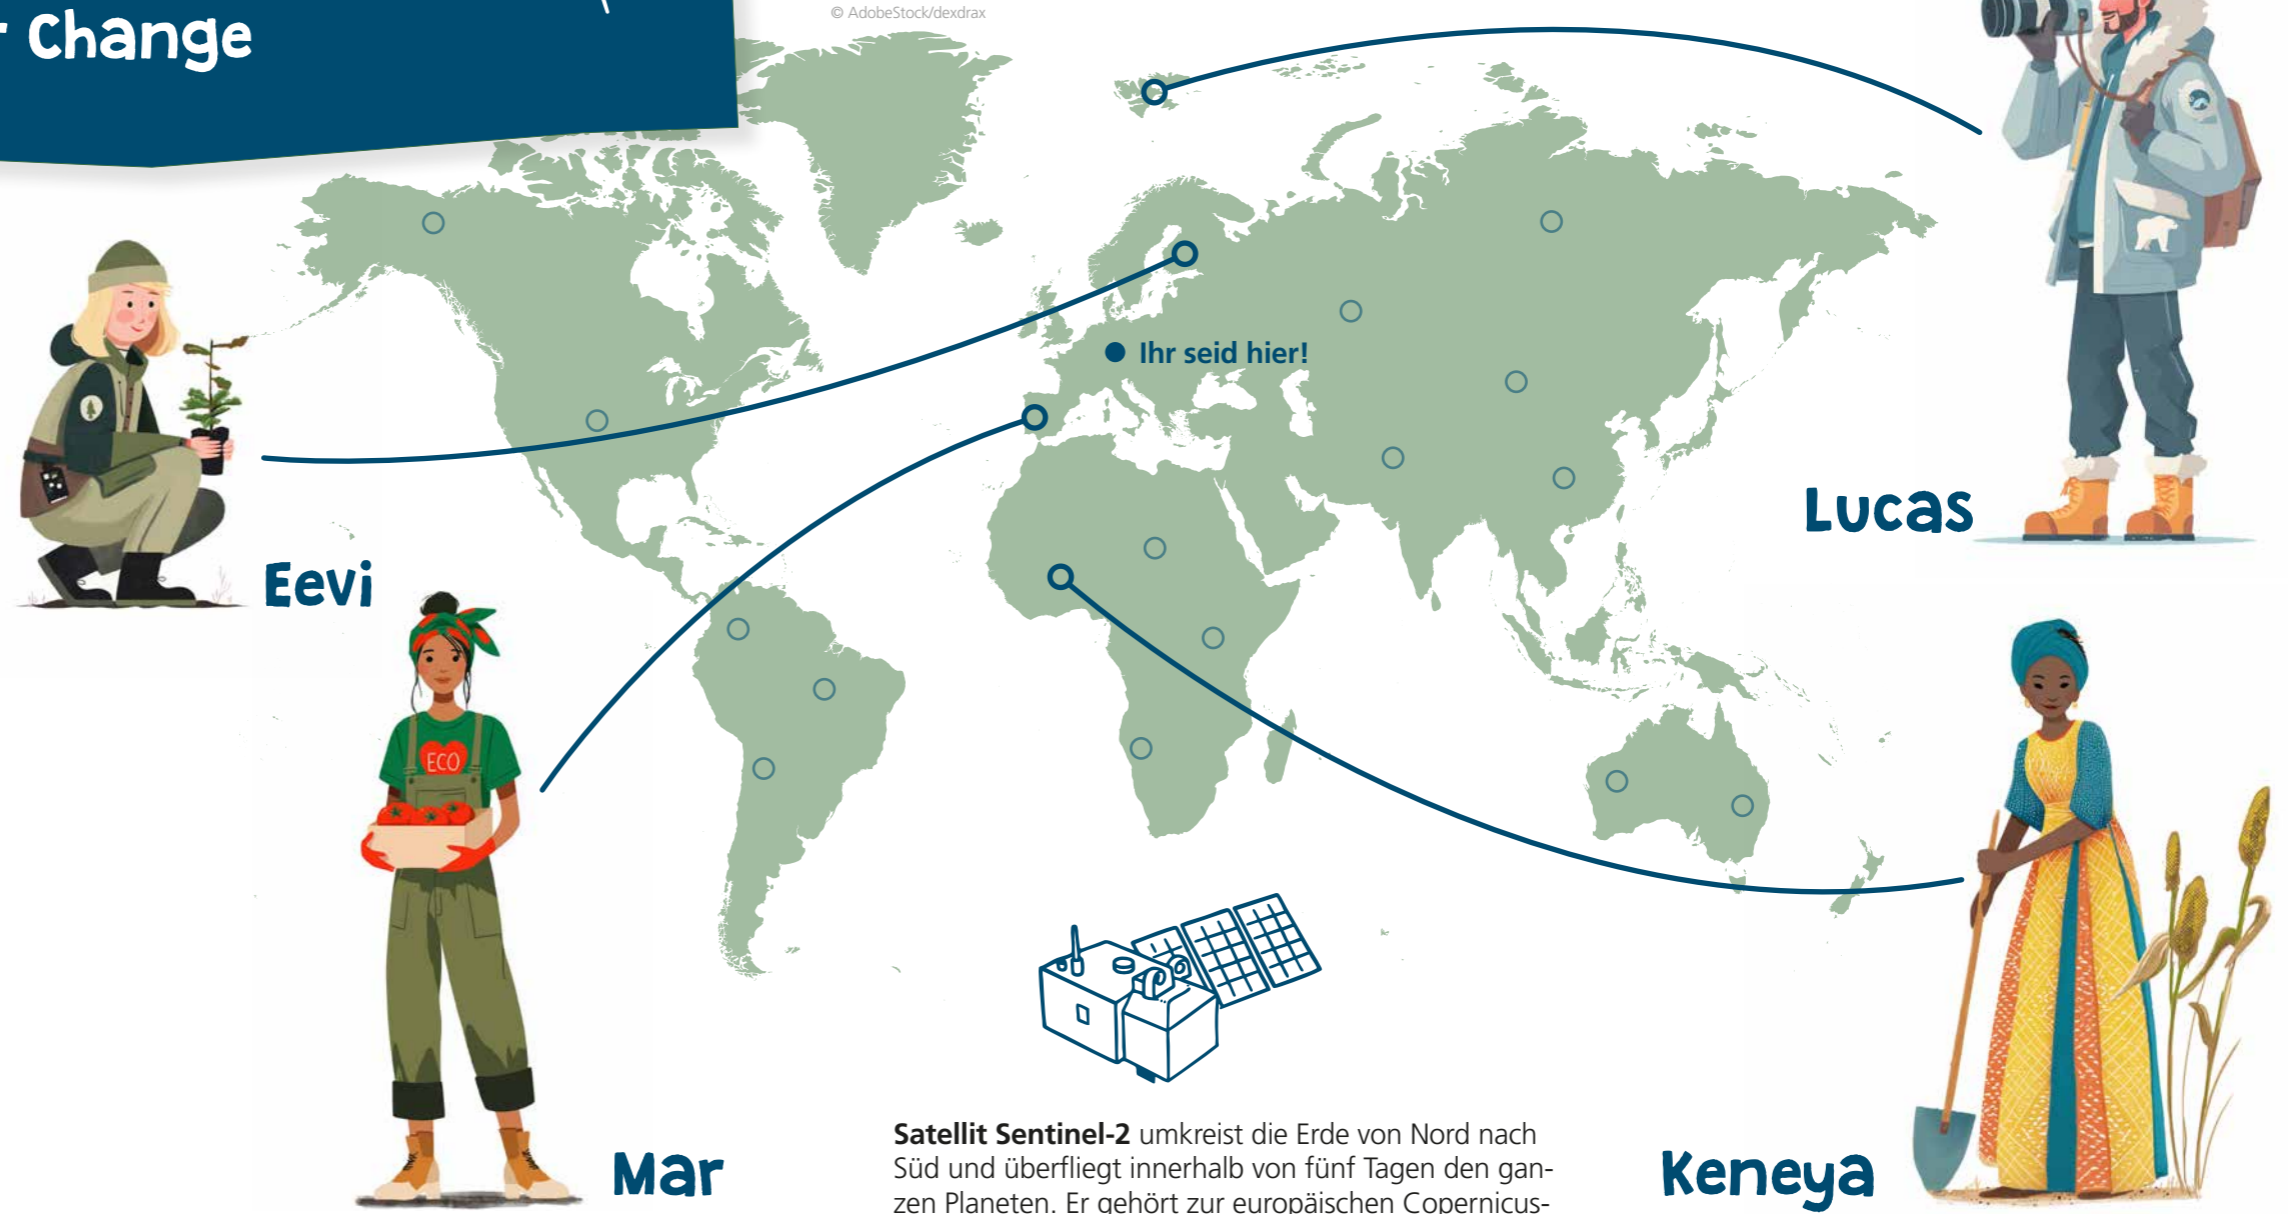 Change
© AdobeStock/dexdrax
Ihr seid hier!
Lucas
Eevi
ECO
Mar
Keneya
Satellit Sentinel-2 umkreist die Erde von Nord nach
Süd und überfliegt innerhalb von fünf Tagen den gan-
zen Planeten. Er gehört zur europäischen Copernicus-